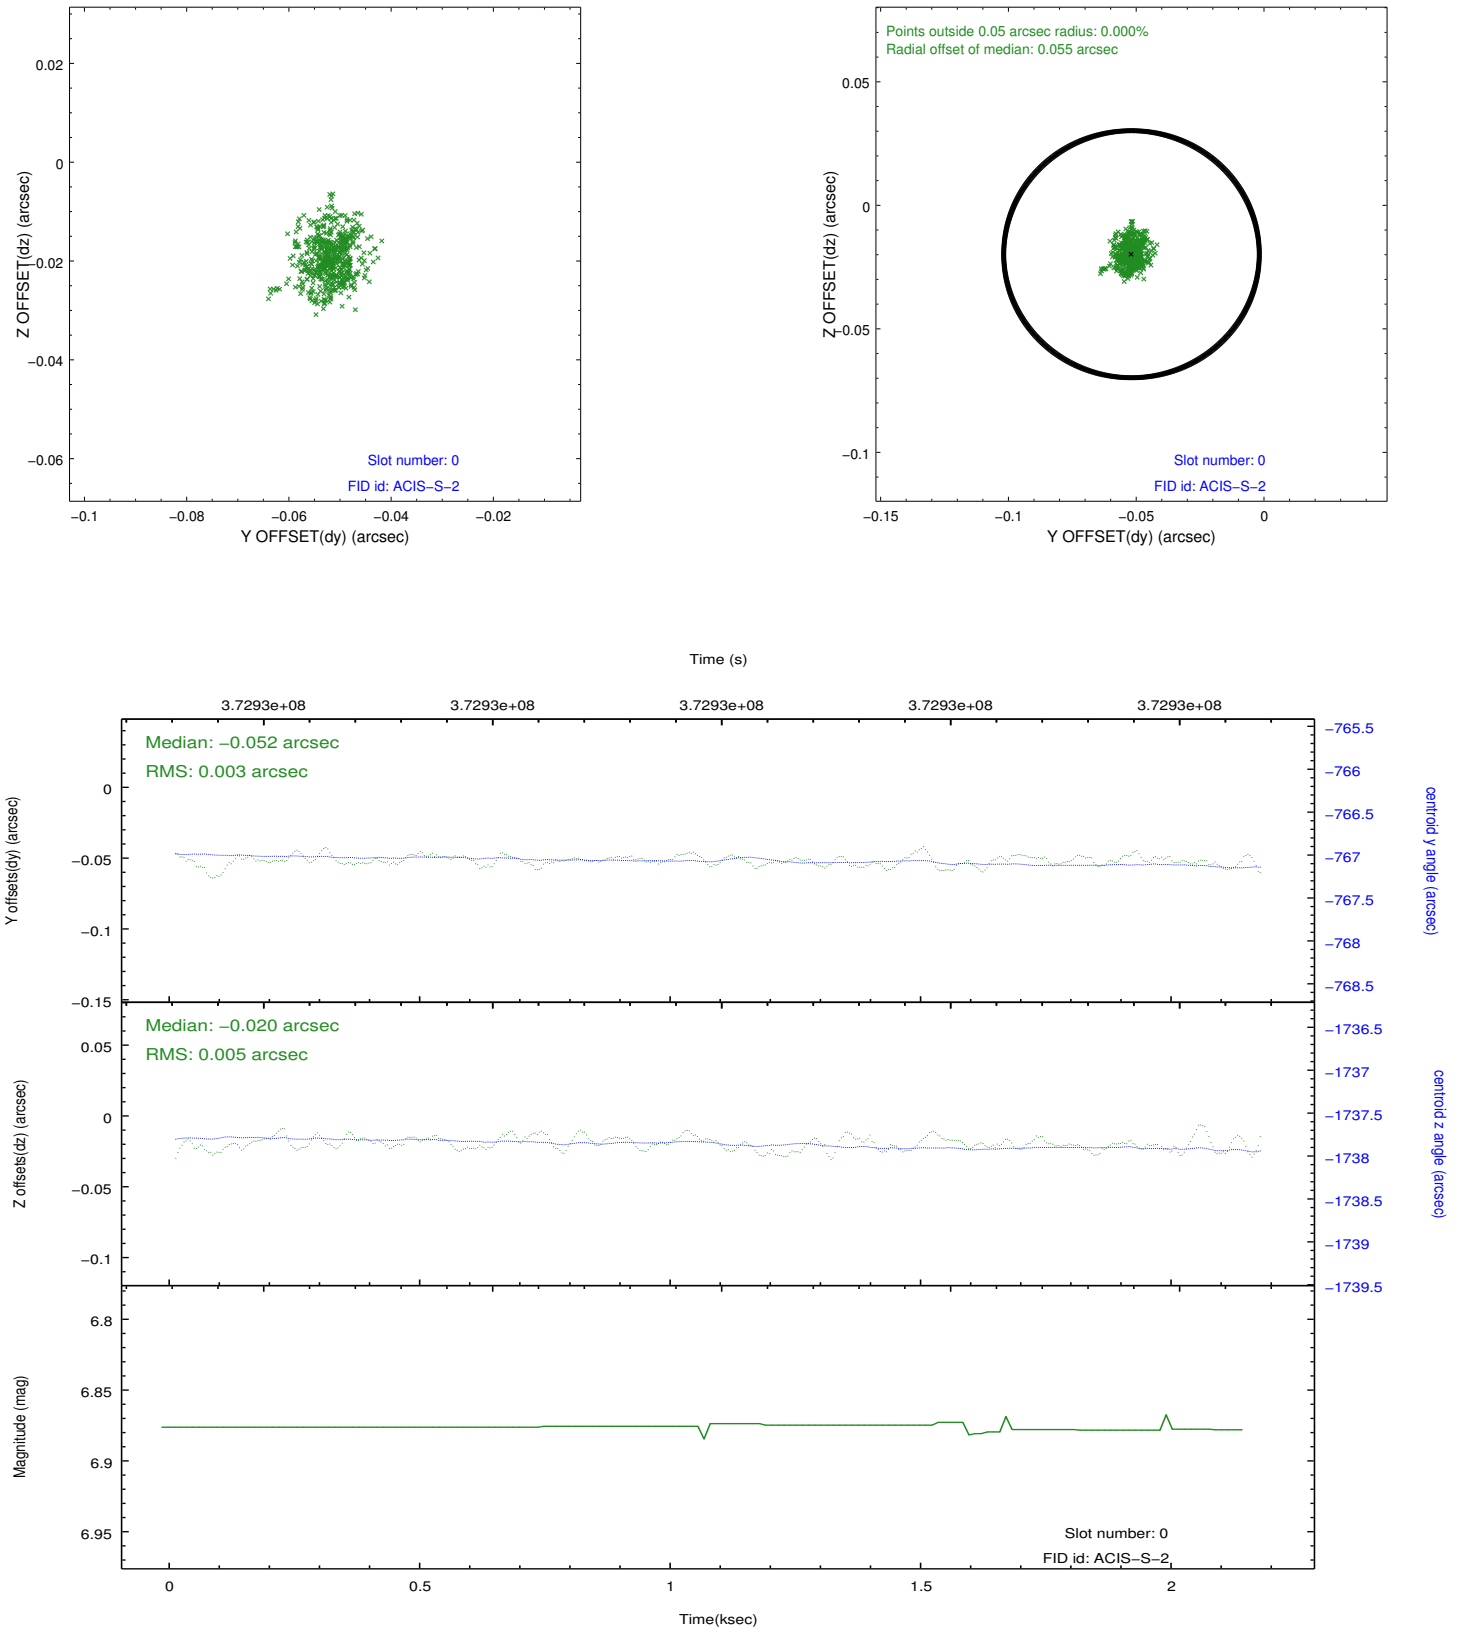 0.02
0
−0.02
−0.04
−0.06
Z OFFSET(dz) (arcsec)
Slot number: 0
FID id: ACIS−S−2
−0.1
−0.08
−0.06
−0.04
−0.02
Y OFFSET(dy) (arcsec)
Points outside 0.05 arcsec radius: 0.000%
Radial offset of median: 0.055 arcsec
0.05
0
−0.05
−0.1
Z OFFSET(dz) (arcsec)
Slot number: 0
FID id: ACIS−S−2
−0.15
−0.1
−0.05
0
Y OFFSET(dy) (arcsec)
Time (s)
3.7293e+08
3.7293e+08
3.7293e+08
3.7293e+08
3.7293e+08
Median: −0.052 arcsec
RMS: 0.003 arcsec
0
−0.05
−0.1
−0.15
Y offsets(dy) (arcsec)
−765.5
−766
−766.5
−767
−767.5
−768
−768.5
centroid y angle (arcsec)
Median: −0.020 arcsec
RMS: 0.005 arcsec
0.05
0
−0.05
−0.1
Z offsets(dz) (arcsec)
−1736.5
−1737
−1737.5
−1738
−1738.5
−1739
−1739.5
centroid z angle (arcsec)
6.8
6.85
6.9
6.95
Magnitude (mag)
Slot number: 0
FID id: ACIS−S−2
0
0.5
1
1.5
2
Time(ksec)